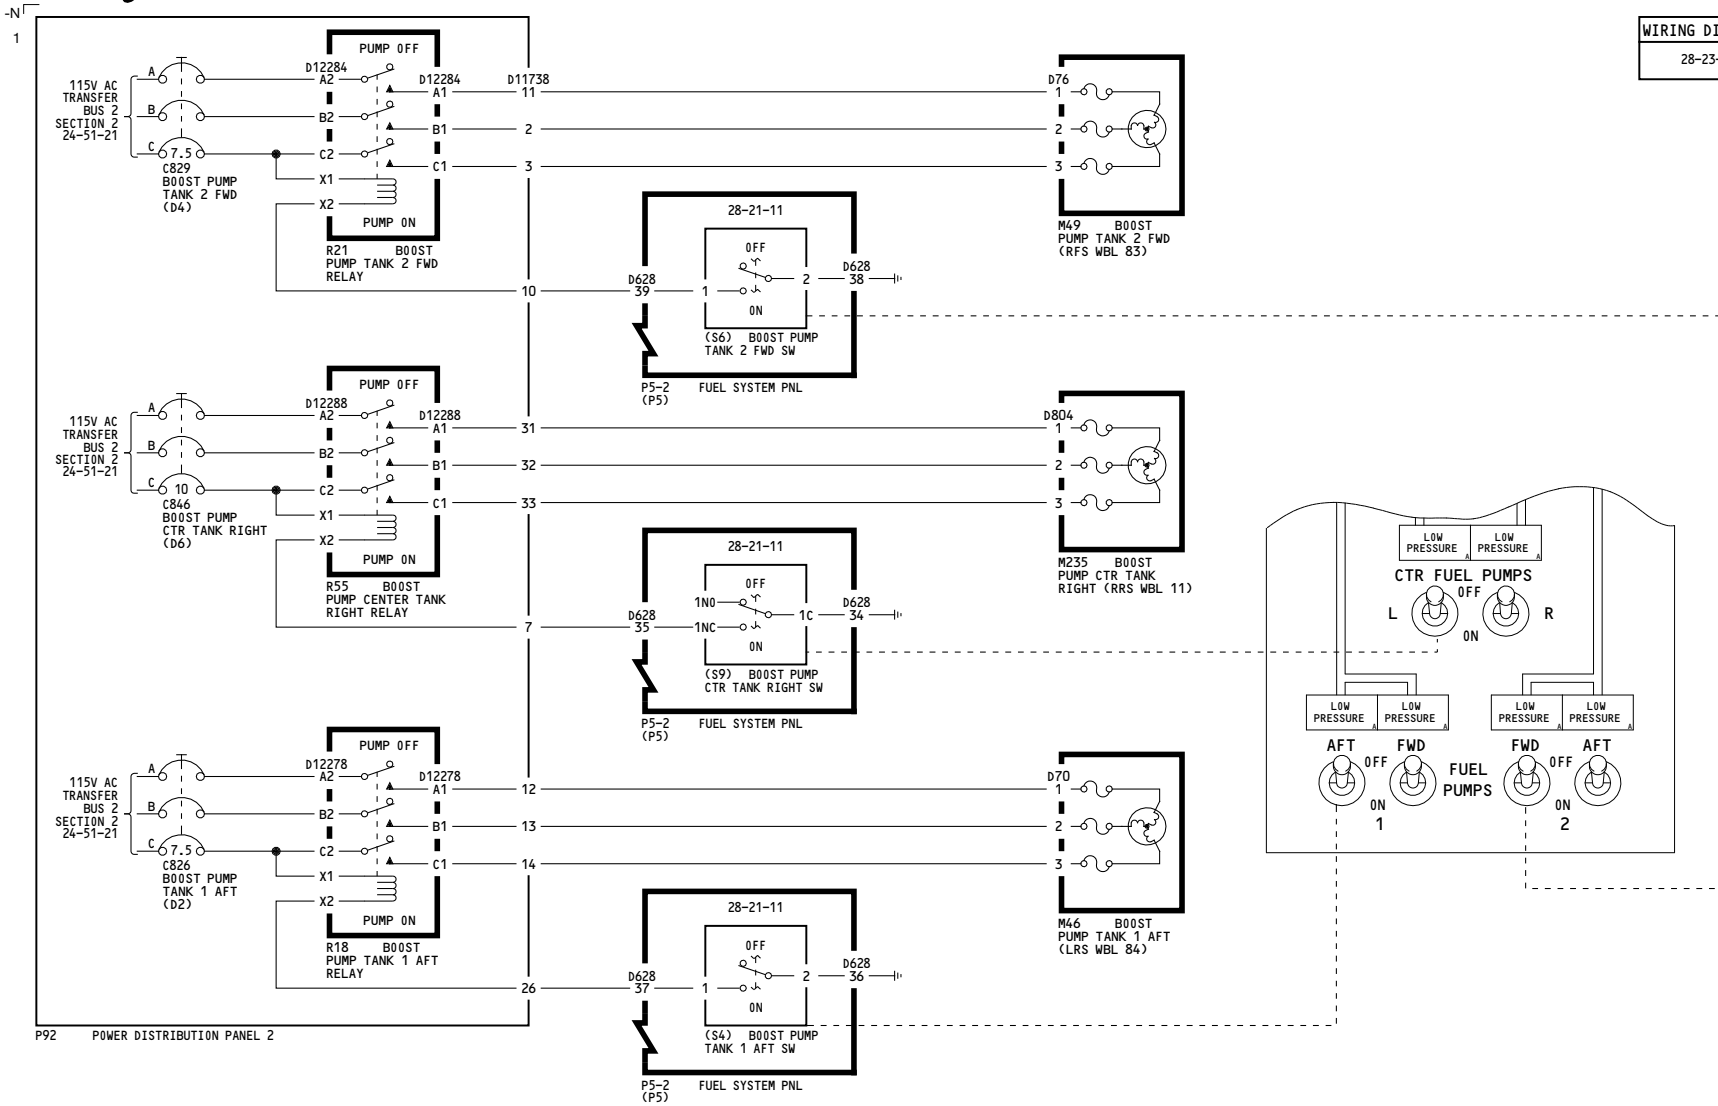 -N
1
WIRING DI
28-23-
115V AC
TRANSFER
BUS 2
SECTION 2
24-51-21
A
B
C
7.5
C829
BOOST PUMP
TANK 2 FWD
(D4)
PUMP OFF
D12284
A2
B2
C2
X1
X2
D12284
A1
B1
C1
PUMP ON
R21 BOOST
PUMP TANK 2 FWD
RELAY
D11738
11
2
3
10
D76
1
2
3
M49 BOOST
PUMP TANK 2 FWD
(RFS WBL 83)
28-21-11
OFF
ON
D628
39
1
2
D628
38
(S6) BOOST PUMP
TANK 2 FWD SW
P5-2 FUEL SYSTEM PNL
(P5)
115V AC
TRANSFER
BUS 2
SECTION 2
24-51-21
A
B
C
10
C846
BOOST PUMP
CTR TANK RIGHT
(D6)
PUMP OFF
D12288
A2
B2
C2
X1
X2
D12288
A1
B1
C1
PUMP ON
R55 BOOST
PUMP CENTER TANK
RIGHT RELAY
31
32
33
7
D804
1
2
3
M235 BOOST
PUMP CTR TANK
RIGHT (RRS WBL 11)
28-21-11
OFF
ON
D628
35
1NO
1NC
1C
D628
34
(S9) BOOST PUMP
CTR TANK RIGHT SW
P5-2 FUEL SYSTEM PNL
(P5)
115V AC
TRANSFER
BUS 2
SECTION 2
24-51-21
A
B
C
7.5
C826
BOOST PUMP
TANK 1 AFT
(D2)
PUMP OFF
D12278
A2
B2
C2
X1
X2
D12278
A1
B1
C1
PUMP ON
R18 BOOST
PUMP TANK 1 AFT
RELAY
12
13
14
26
D70
1
2
3
M46 BOOST
PUMP TANK 1 AFT
(LRS WBL 84)
28-21-11
OFF
ON
D628
37
1
2
D628
36
(S4) BOOST PUMP
TANK 1 AFT SW
P5-2 FUEL SYSTEM PNL
(P5)
P92 POWER DISTRIBUTION PANEL 2
LOW
PRESSURE A
LOW
PRESSURE A
CTR FUEL PUMPS
OFF
L
R
ON
LOW
PRESSURE A
LOW
PRESSURE A
LOW
PRESSURE A
LOW
PRESSURE A
AFT FWD
FWD AFT
OFF
OFF
FUEL
PUMPS
ON
1
ON
2